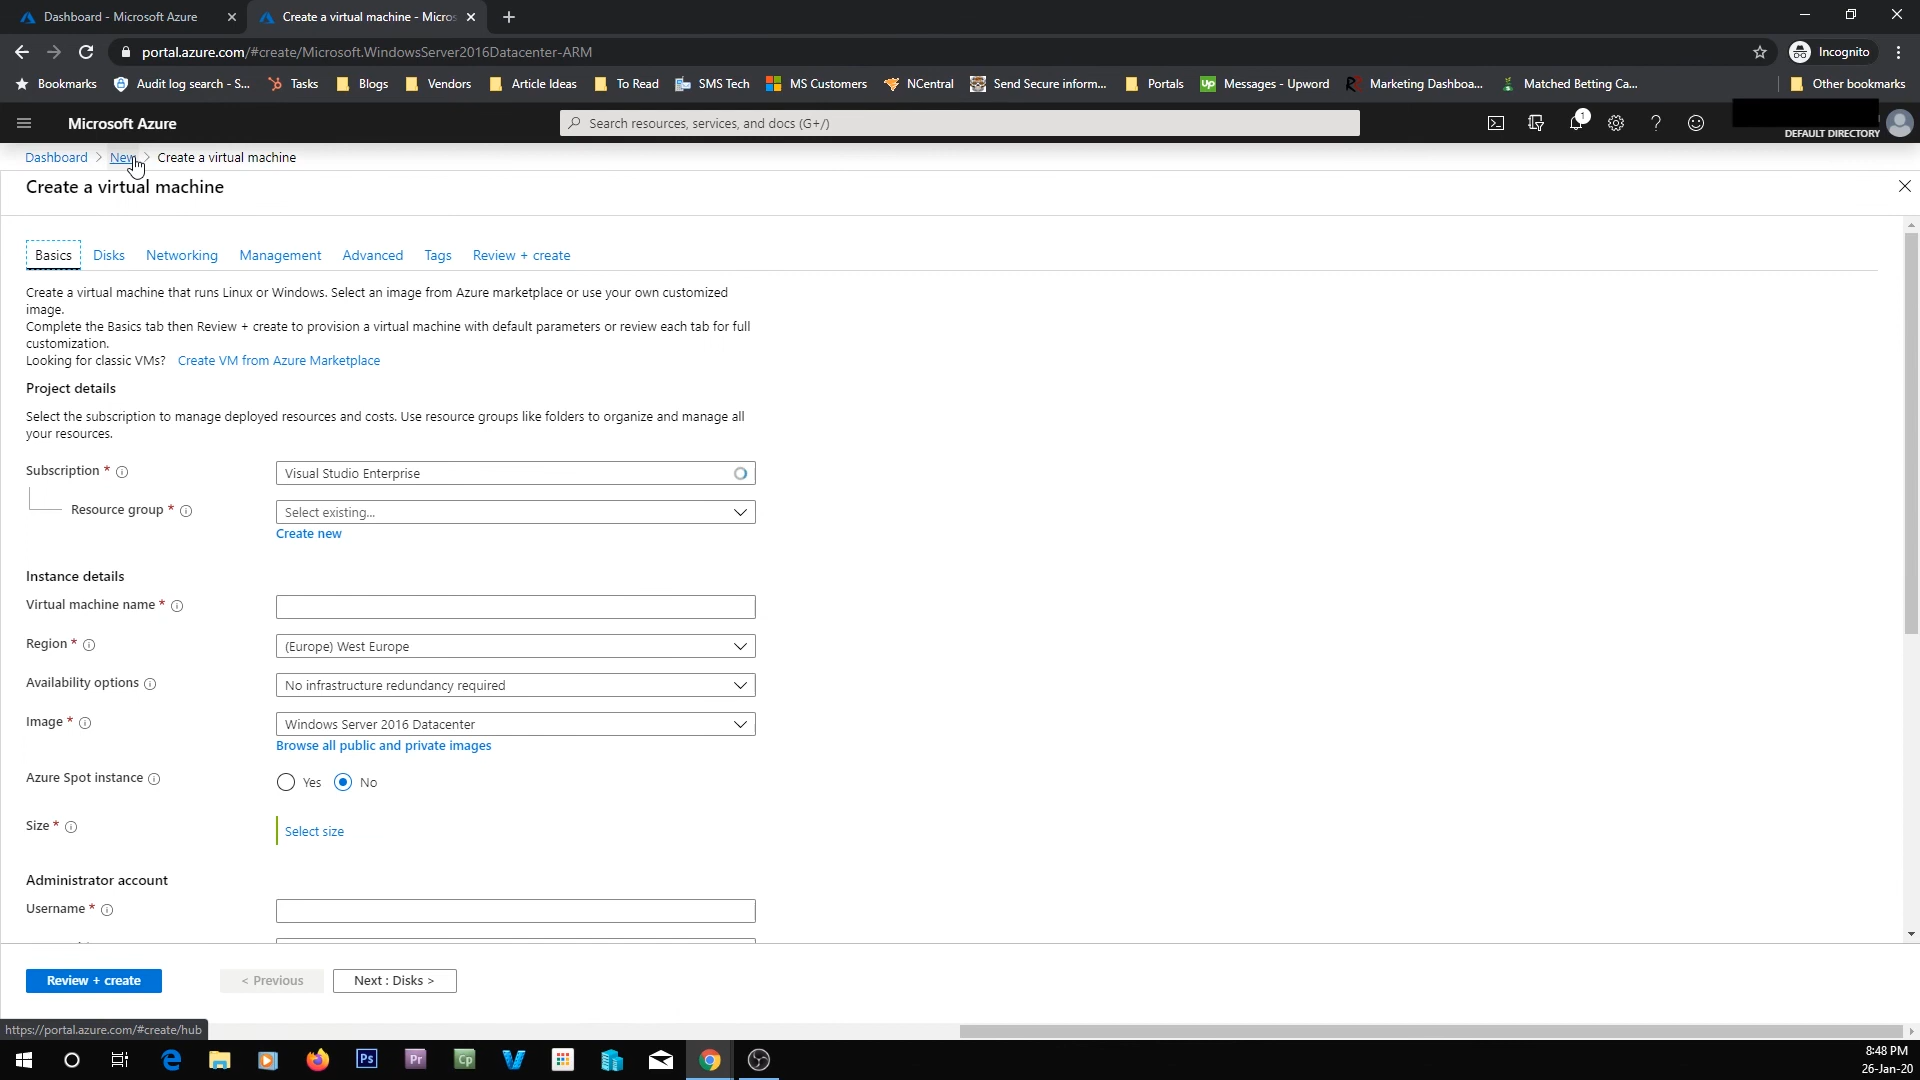 Dashboard - Microsoft Azure
Create a virtual machine - Micros
portal.azure.com/#create/Microsoft.WindowsServer2016Datacenter-ARM
Incognito
Bookmarks
Audit log search - S...
Tasks
Blogs
Vendors
Article Ideas
To Read
SMS Tech
MS Customers
NCentral
Send Secure inform...
Portals
Up
Messages - Upword
Marketing Dashboa...
Matched Betting Ca...
Other bookmarks
Microsoft Azure
Search resources, services, and docs (G+/)
1
DEFAULT DIRECTORY
Dashboard > New > Create a virtual machine
Create a virtual machine
Basics
Disks
Networking
Management
Advanced
Tags
Review + create
Create a virtual machine that runs Linux or Windows. Select an image from Azure marketplace or use your own customized
image.
Complete the Basics tab then Review + create to provision a virtual machine with default parameters or review each tab for full
customization.
Looking for classic VMs? Create VM from Azure Marketplace
Project details
Select the subscription to manage deployed resources and costs. Use resource groups like folders to organize and manage all
your resources.
Subscription *
Visual Studio Enterprise
Resource group *
Select existing...
Create new
Instance details
Virtual machine name *
Region *
(Europe) West Europe
Availability options
No infrastructure redundancy required
Image *
Windows Server 2016 Datacenter
Browse all public and private images
Azure Spot instance
Yes
No
Size *
Select size
Administrator account
Username *
Review + create
< Previous
Next : Disks >
https://portal.azure.com/#create/hub
Ps
Pr
Cp
8:48 PM
26-Jan-20